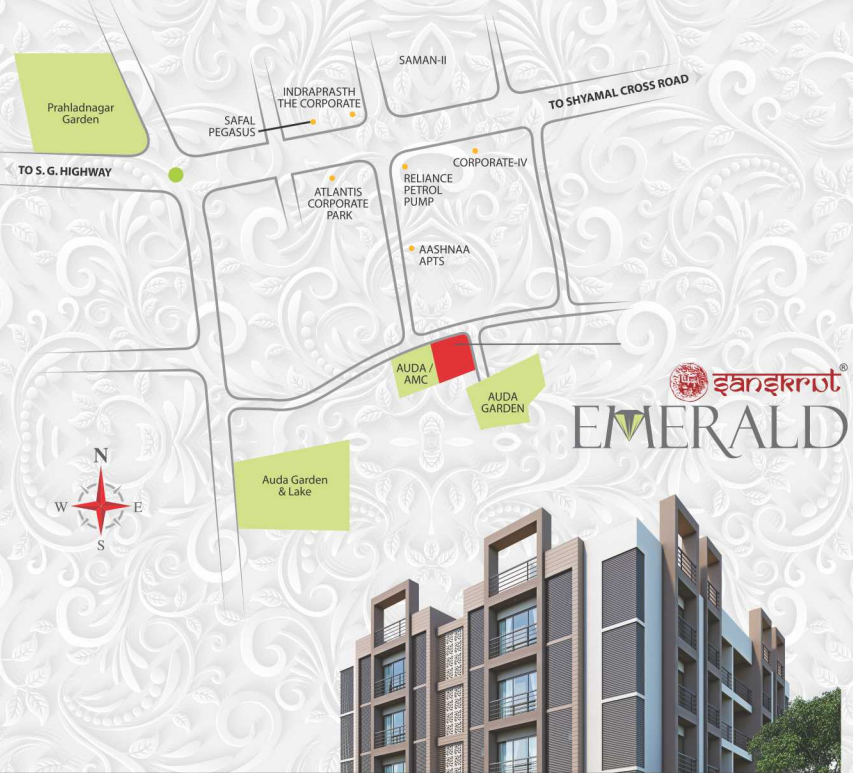 SAMAN-II
INDRAPRASTH
THE CORPORATE
TO SHYAMAL CROSS ROAD
Prahladnagar
Garden
SAFAL
PEGASUS
CORPORATE-IV
TO S. G. HIGHWAY
RELIANCE
PETROL
PUMP
ATLANTIS
CORPORATE
PARK
AASHNAA
APTS
AUDA /
AMC
AUDA
GARDEN
sanskrut®
EMERALD
Auda Garden
& Lake
N
W E
S